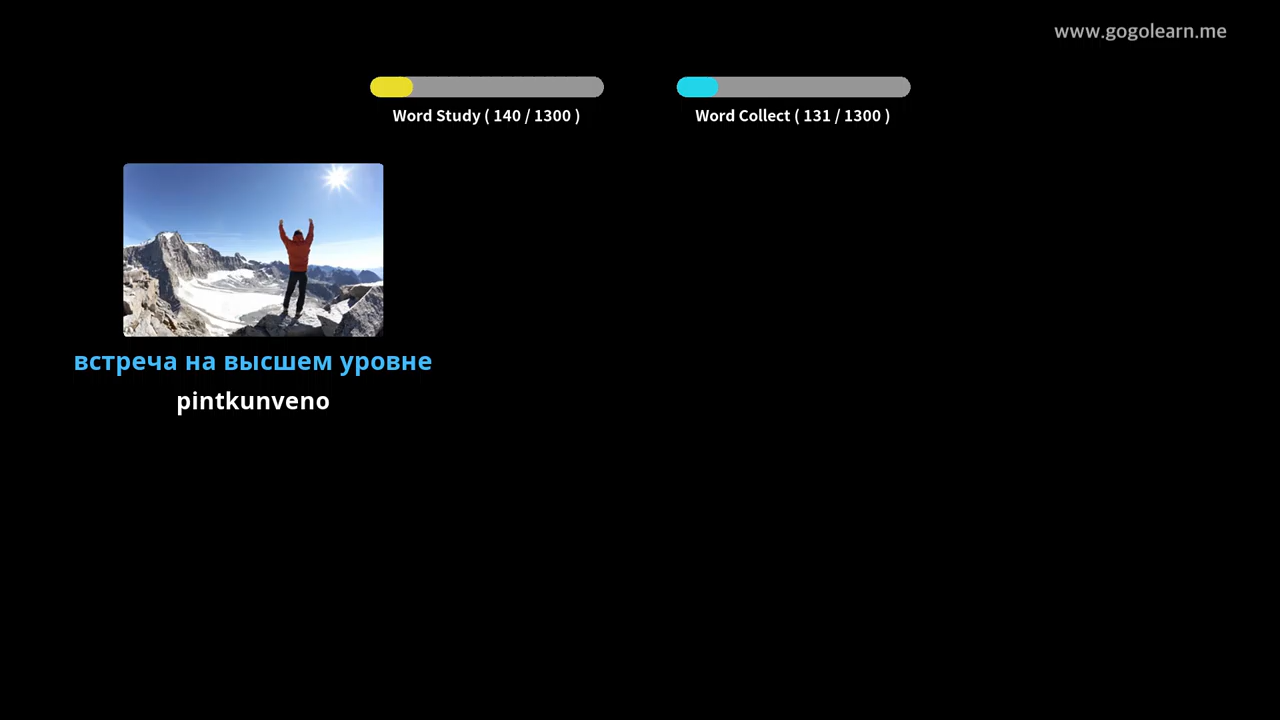 www.gogolearn.me
Word Study ( 140 / 1300 )
Word Collect ( 131 / 1300 )
встреча на высшем уровне
pintkunveno